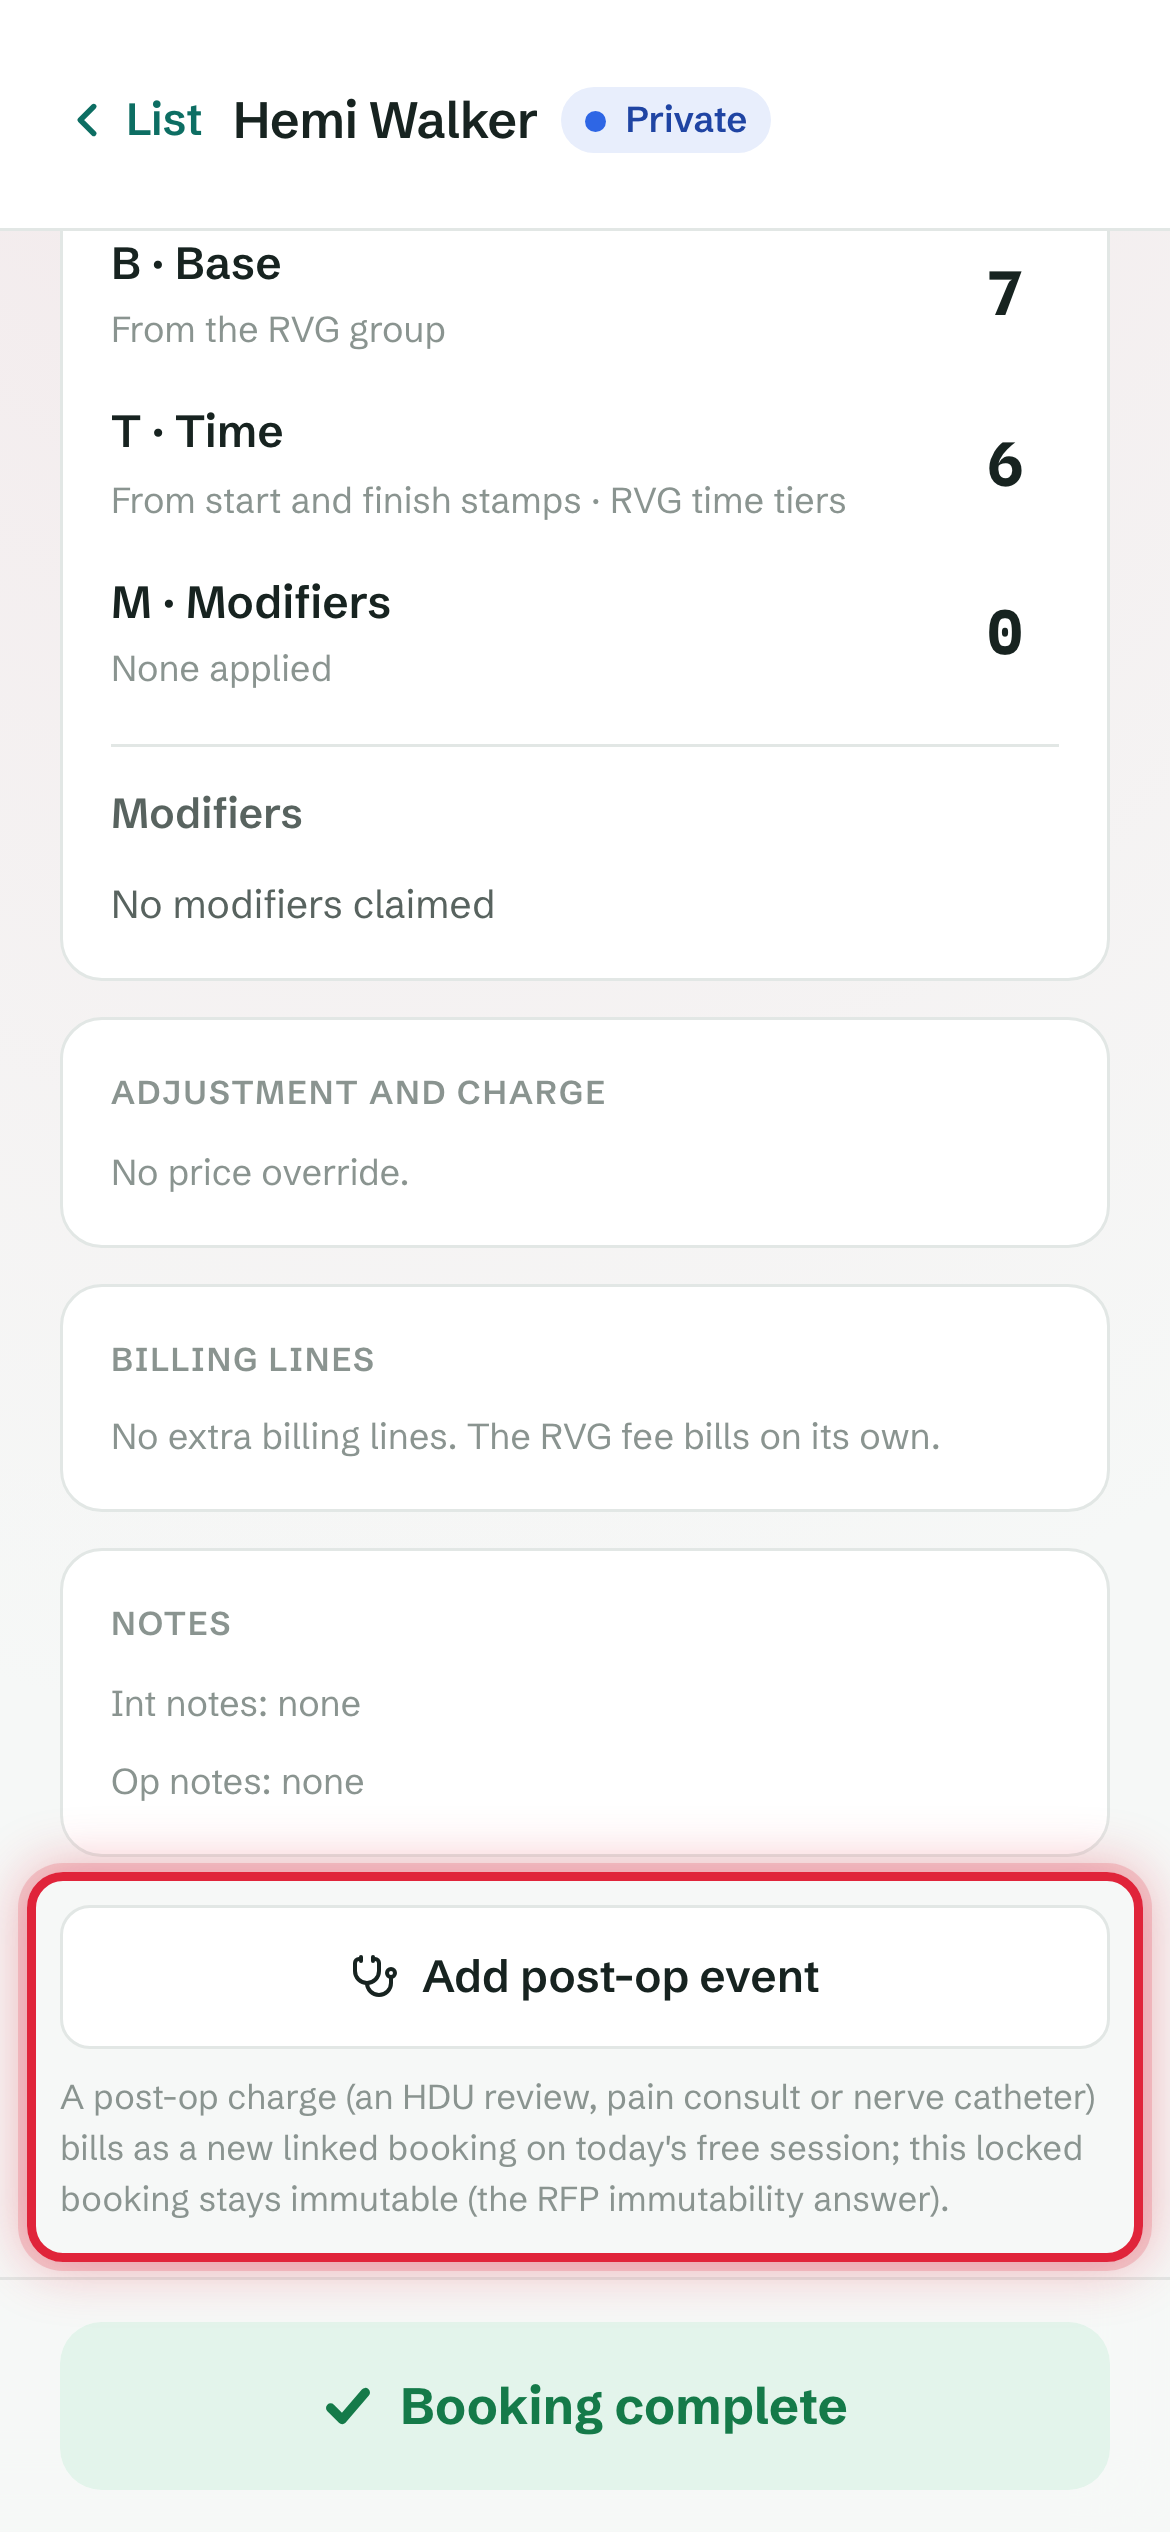 List Hemi Walker Private
B · Base
7
From the RVG group
T · Time
6
From start and finish stamps · RVG time tiers
M · Modifiers
0
None applied
Modifiers
No modifiers claimed
ADJUSTMENT AND CHARGE
No price override.
BILLING LINES
No extra billing lines. The RVG fee bills on its own.
NOTES
Int notes: none
Op notes: none
Add post-op event
A post-op charge (an HDU review, pain consult or nerve catheter)
bills as a new linked booking on today's free session; this locked
booking stays immutable (the RFP immutability answer).
Booking complete